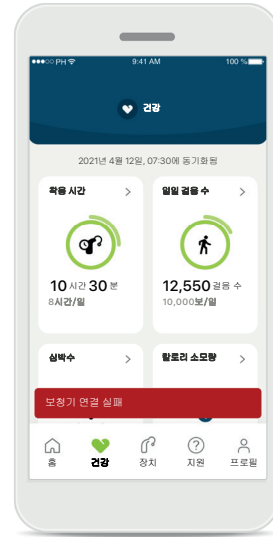 ●●●○○ PH 9:41 AM 100 %
건강
2021년 4월 12일, 07:30에 동기화됨
착용 시간 일일 걸음 수
10 시간 30 분 12,550 걸음 수
8시간/일 10,000보/일
심박수 칼로리 소모량
보청기 연결 실패
홈 건강 장치 지원 프로필